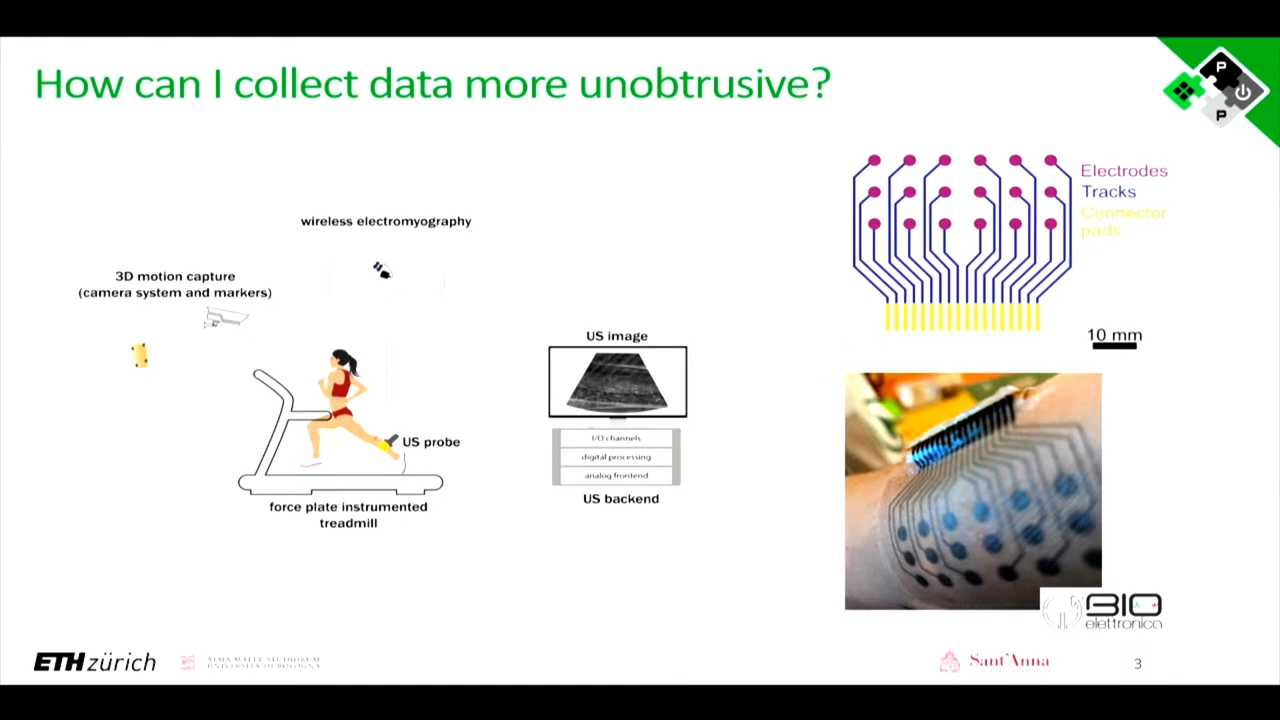 How can I collect data more unobtrusive?
P
P
wireless electromyography
3D motion capture
(camera system and markers)
US probe
force plate instrumented
treadmill
US image
I/O channels
digital processing
analog frontend
US backend
Electrodes
Tracks
Connector
pads
10 mm
BIO
elettronica
ETH zürich
ALMA MATER STUDIORUM
UNIVERSITÀ DI BOLOGNA
Sant'Anna
3